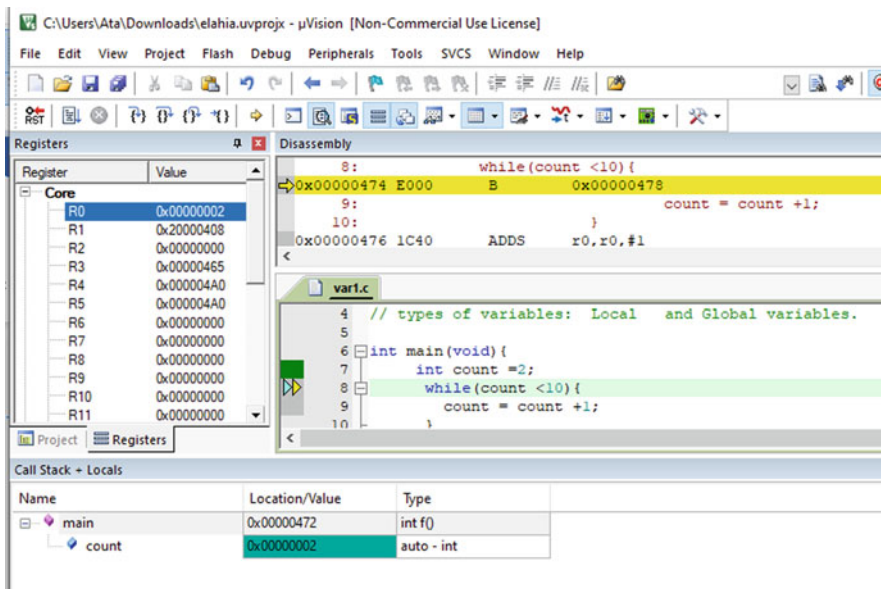 C:\Users\Ata\Downloads\elahia.uvprojx - µVision [Non-Commercial Use License]
File Edit View Project Flash Debug Peripherals Tools SVCS Window Help
RST
Registers
Register Value
Core
R0 0x00000002
R1 0x20000408
R2 0x00000000
R3 0x00000465
R4 0x000004A0
R5 0x000004A0
R6 0x00000000
R7 0x00000000
R8 0x00000000
R9 0x00000000
R10 0x00000000
R11 0x00000000
Project Registers
Disassembly
8: while(count <10){
0x00000474 E000 B 0x00000478
9: count = count +1;
10: }
0x00000476 1C40 ADDS r0,r0,#1
var1.c
4 // types of variables: Local and Global variables.
5
6 int main(void){
7 int count =2;
8 while(count <10){
9 count = count +1;
10 }
Call Stack + Locals
Name Location/Value Type
main 0x00000472 int f()
count 0x00000002 auto - int